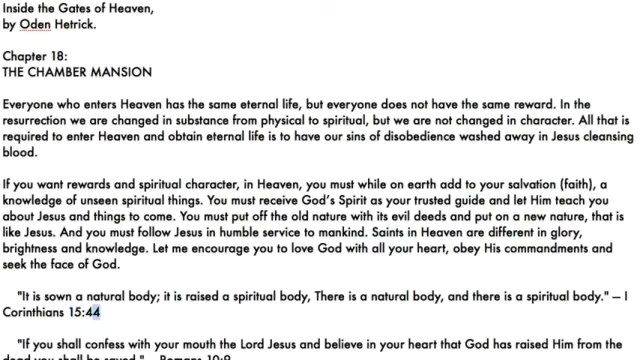 Inside the Gates of Heaven,
by Oden Hetrick.
Chapter 18:
THE CHAMBER MANSION
Everyone who enters Heaven has the same eternal life, but everyone does not have the same reward. In the
resurrection we are changed in substance from physical to spiritual, but we are not changed in character. All that is
required to enter Heaven and obtain eternal life is to have our sins of disobedience washed away in Jesus cleansing
blood.
If you want rewards and spiritual character, in Heaven, you must while on earth add to your salvation (faith), a
knowledge of unseen spiritual things. You must receive God's Spirit as your trusted guide and let Him teach you
about Jesus and things to come. You must put off the old nature with its evil deeds and put on a new nature, that is
like Jesus. And you must follow Jesus in humble service to mankind. Saints in Heaven are different in glory,
brightness and knowledge. Let me encourage you to love God with all your heart, obey His commandments and
seek the face of God.
"It is sown a natural body; it is raised a spiritual body, There is a natural body, and there is a spiritual body." — I
Corinthians 15:44
"If you shall confess with your mouth the Lord Jesus and believe in your heart that God has raised Him from the
dead you shall be saved." — Romans 10:9